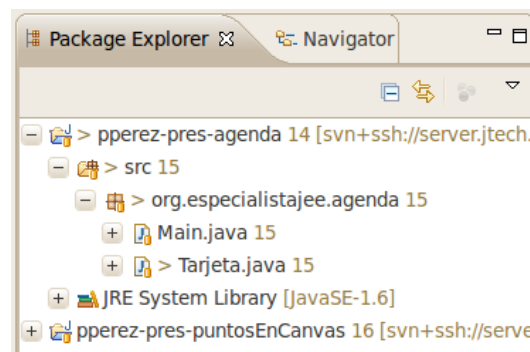 Package Explorer Navigator
> pperez-pres-agenda 14 [svn+ssh://server.jtech.
> src 15
> org.especialistajee.agenda 15
Main.java 15
> Tarjeta.java 15
JRE System Library [JavaSE-1.6]
pperez-pres-puntosEnCanvas 16 [svn+ssh://serve